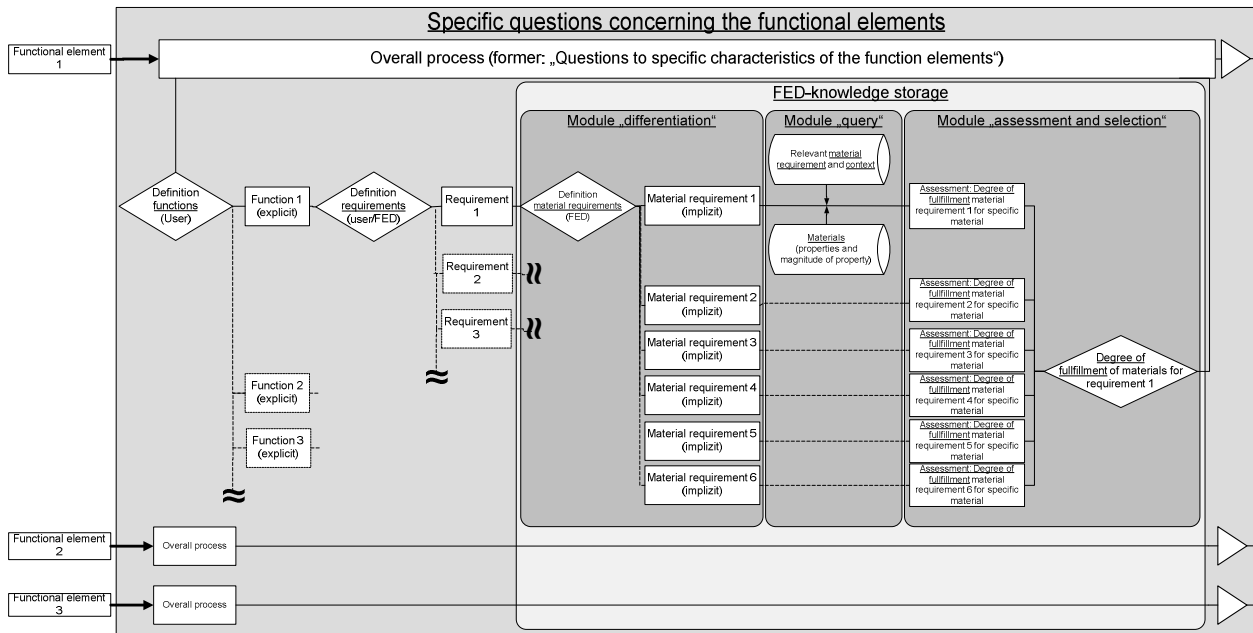 Specific questions concerning the functional elements
Functional element
1
Overall process (former: „Questions to specific characteristics of the function elements“)
FED-knowledge storage
Module „differentiation“
Module „query“
Module „assessment and selection“
Relevant material
requirement and context
Definition
functions
(User)
Function 1
(explicit)
Definition
requirements
(user/FED)
Requirement
1
Definition
material requirements
(FED)
Material requirement 1
(implizit)
Assessment: Degree of
fullfillment material
requirement 1 for specific
material
Materials
(properties and
magnitude of property)
Requirement
2
Material requirement 2
(implizit)
Assessment: Degree of
fullfillment material
requirement 2 for specific
material
Requirement
3
Material requirement 3
(implizit)
Assessment: Degree of
fullfillment material
requirement 3 for specific
material
Degree of
fullfillment of materials for
requirement 1
Function 2
(explicit)
Material requirement 4
(implizit)
Assessment: Degree of
fullfillment material
requirement 4 for specific
material
Function 3
(explicit)
Material requirement 5
(implizit)
Assessment: Degree of
fullfillment material
requirement 5 for specific
material
Material requirement 6
(implizit)
Assessment: Degree of
fullfillment material
requirement 6 for specific
material
Functional element
2
Overall process
Functional element
3
Overall process